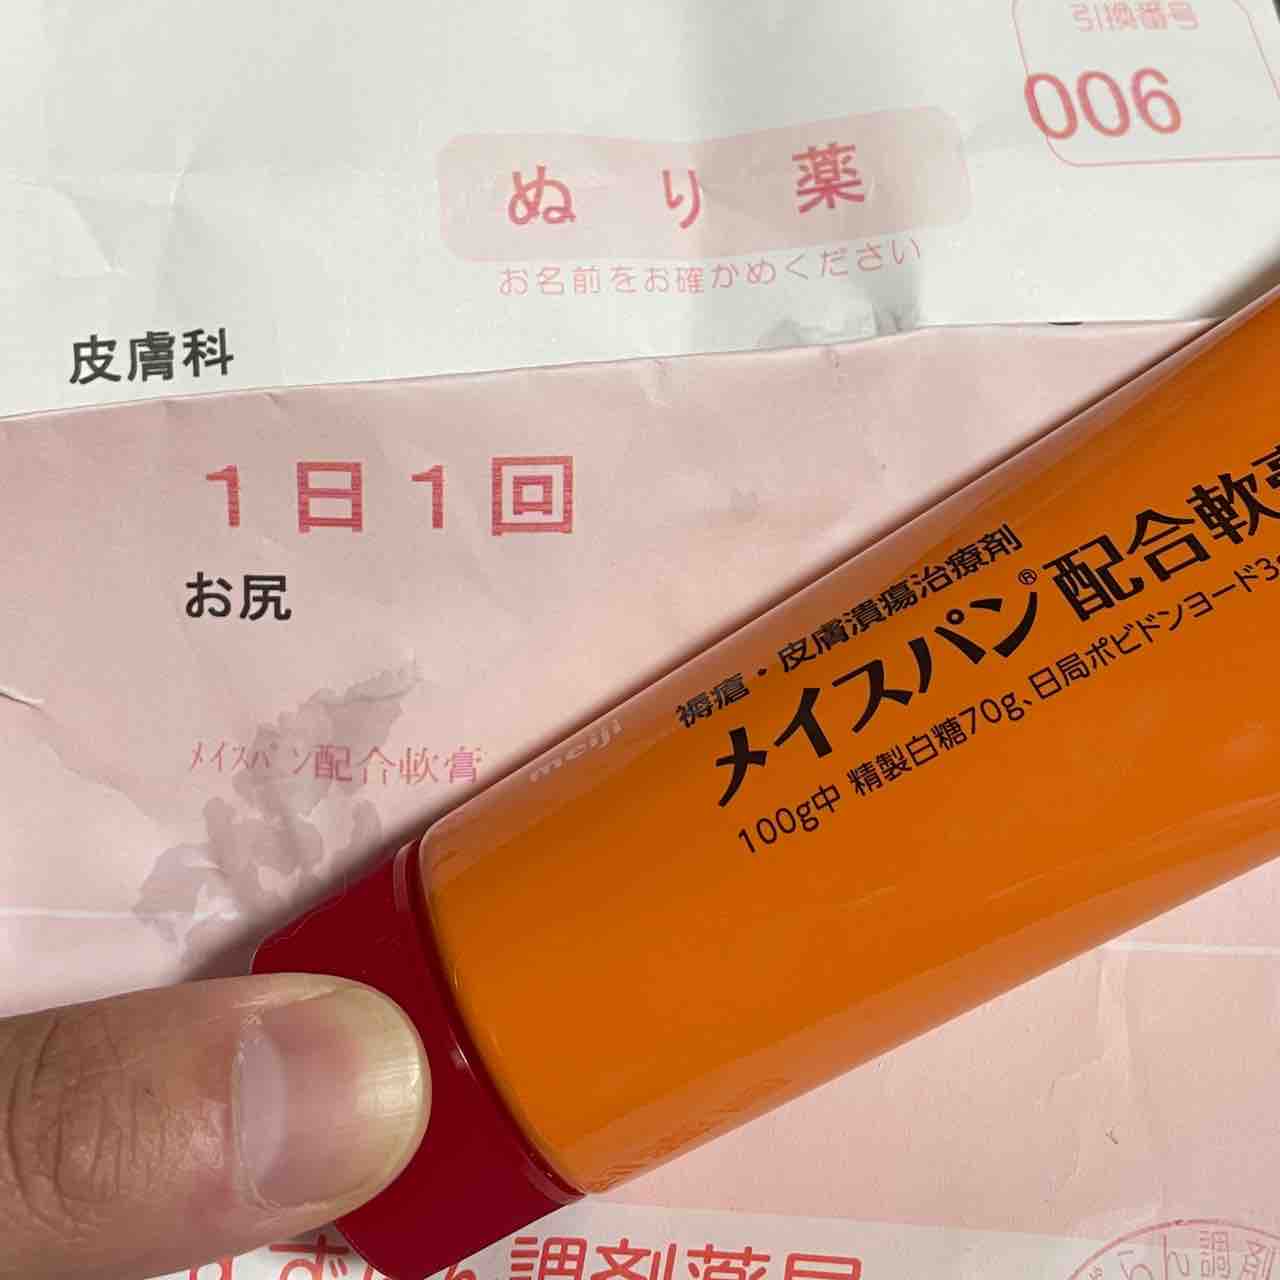 引換番号
006
ぬり薬
お名前をお確かめください
皮膚科
1日1回
お尻
ﾒｲｽﾊﾟﾝ配合軟膏
meiji
褥瘡・皮膚潰瘍治療剤
メイスパン®配合軟膏
100g中 精製白糖70g、日局ポビドンヨード3g
調剤薬局